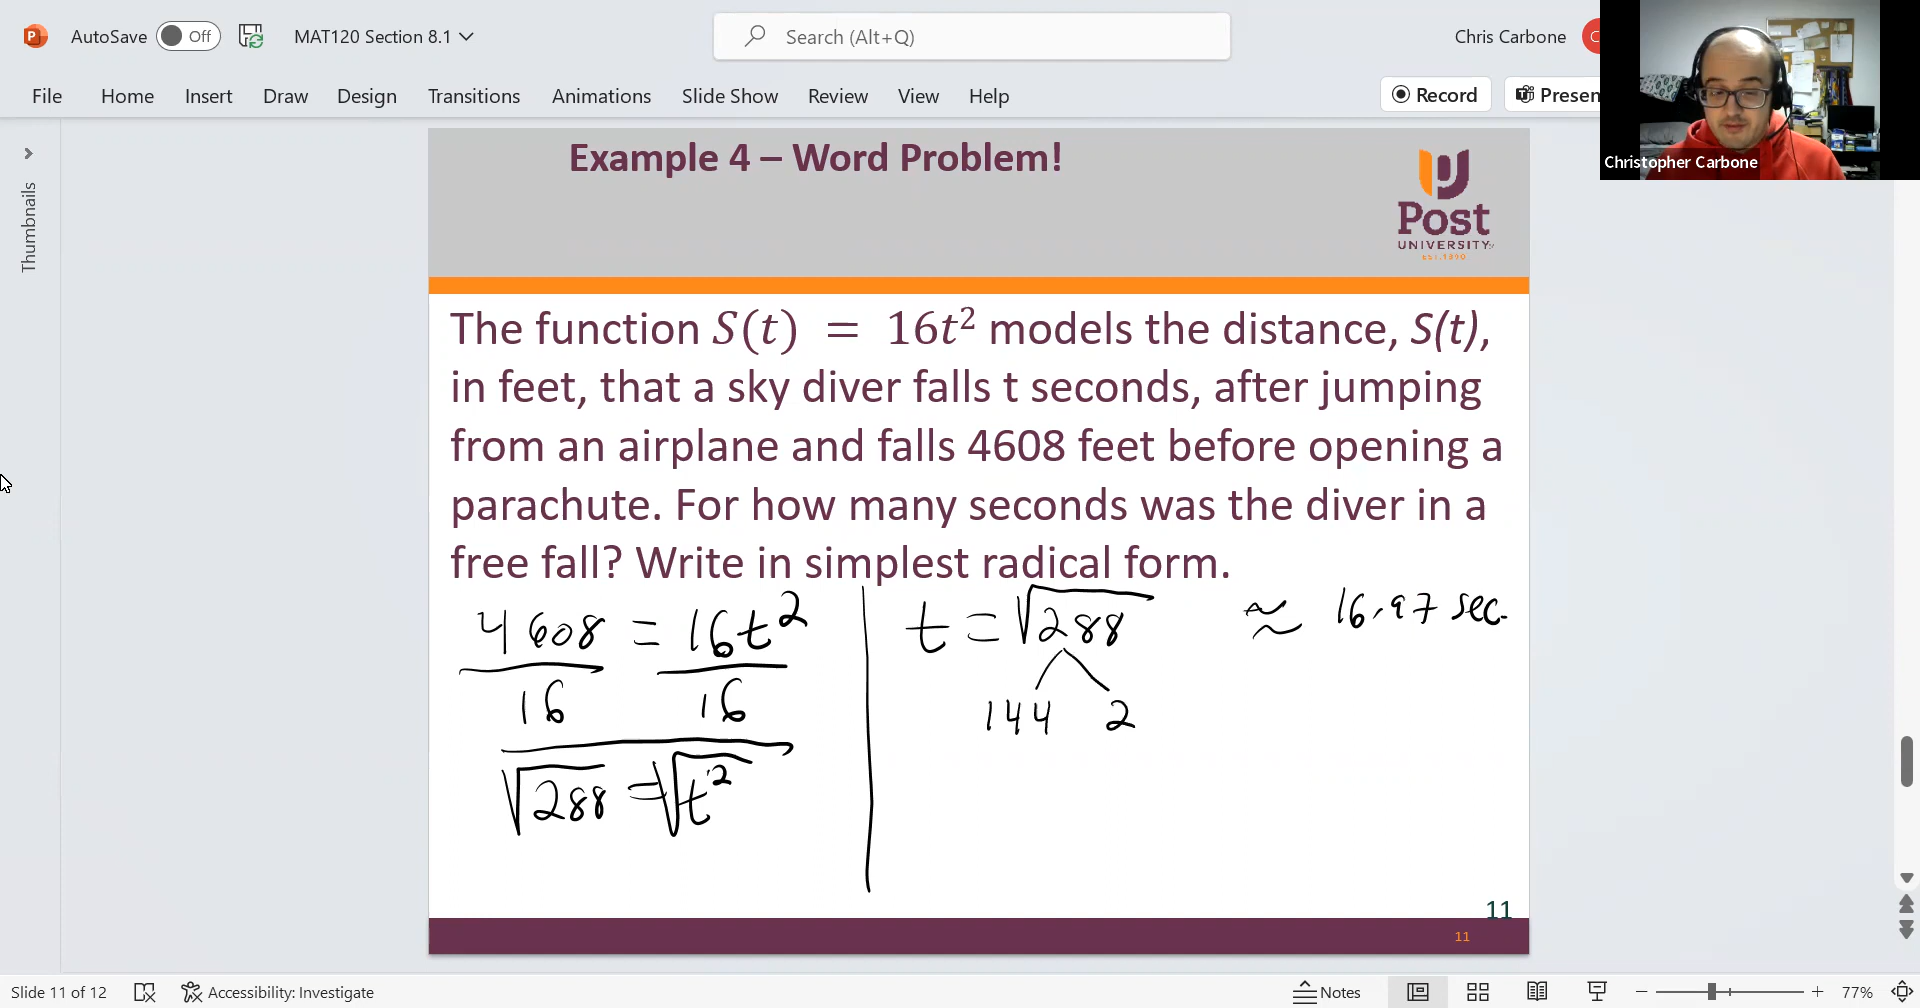 AutoSave Off MAT120 Section 8.1 Search (Alt+Q) Chris Carbone C
File Home Insert Draw Design Transitions Animations Slide Show Review View Help Record Presen
Christopher Carbone
Thumbnails
Example 4 – Word Problem!
Post
UNIVERSITY
EST.1890
The function S(t) = 16t² models the distance, S(t),
in feet, that a sky diver falls t seconds, after jumping
from an airplane and falls 4608 feet before opening a
parachute. For how many seconds was the diver in a
free fall? Write in simplest radical form.
4608 = 16t²
16 16
√288 = √t²
t = √288 ≈ 16.97 sec.
144 2
11
11
Slide 11 of 12 Accessibility: Investigate Notes 77%